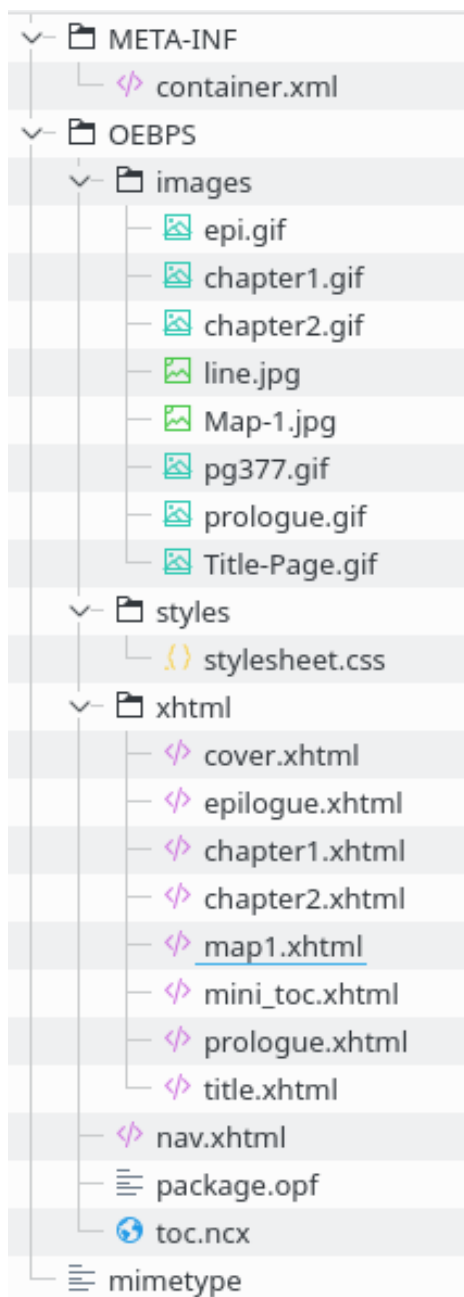 META-INF
container.xml
OEBPS
images
epi.gif
chapter1.gif
chapter2.gif
line.jpg
Map-1.jpg
pg377.gif
prologue.gif
Title-Page.gif
styles
stylesheet.css
xhtml
cover.xhtml
epilogue.xhtml
chapter1.xhtml
chapter2.xhtml
map1.xhtml
mini_toc.xhtml
prologue.xhtml
title.xhtml
nav.xhtml
package.opf
toc.ncx
mimetype